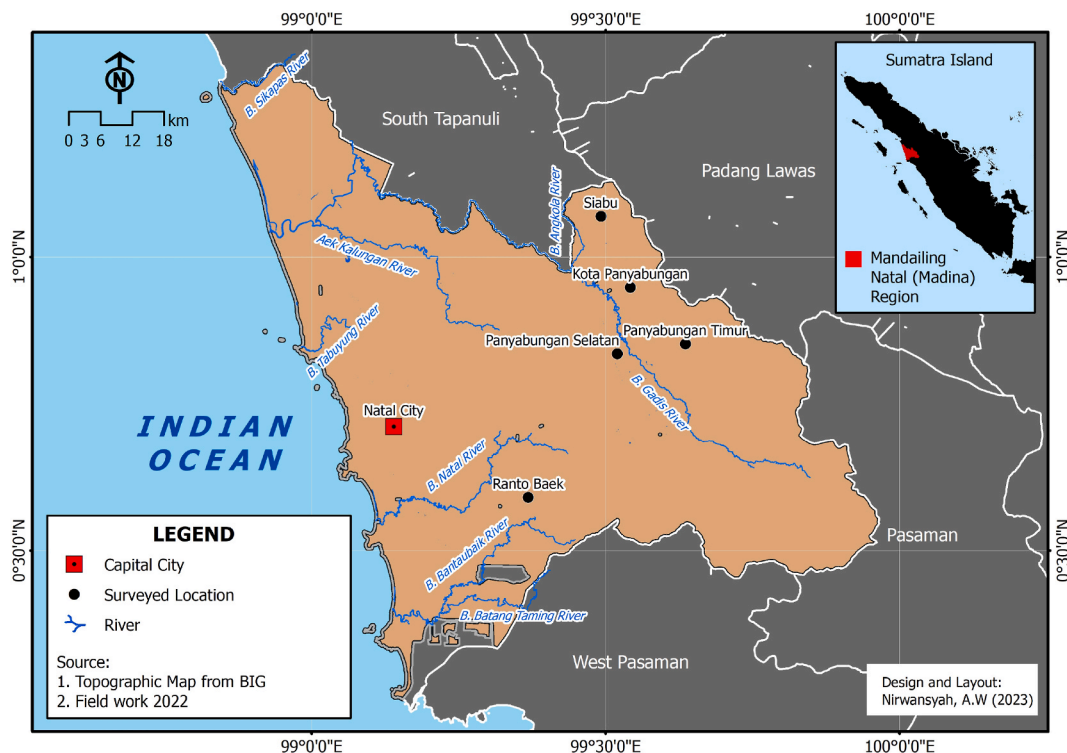 99°0'0"E
99°30'0"E
100°0'0"E
N
km
0 3 6 12 18
B. Sikapas River
South Tapanuli
Padang Lawas
Sumatra Island
Mandailing
Natal (Madina)
Region
B. Angkola River
Siabu
1°0'0"N
1°0'0"N
Aek Kalungan River
Kota Panyabungan
B. Tabuyung River
Panyabungan Selatan
Panyabungan Timur
B. Gadis River
Natal City
INDIAN
OCEAN
B. Natal River
Ranto Baek
B. Bantaubaik River
Pasaman
0°30'0"N
0°30'0"N
B. Batang Taming River
West Pasaman
LEGEND
Capital City
Surveyed Location
River
Source:
1. Topographic Map from BIG
2. Field work 2022
Design and Layout:
Nirwansyah, A.W (2023)
99°0'0"E
99°30'0"E
100°0'0"E